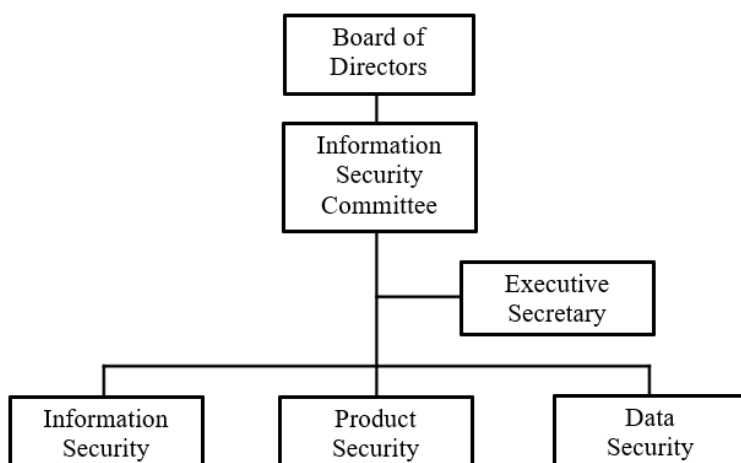 Board of
Directors
Information
Security
Committee
Executive
Secretary
Information
Security
Product
Security
Data
Security